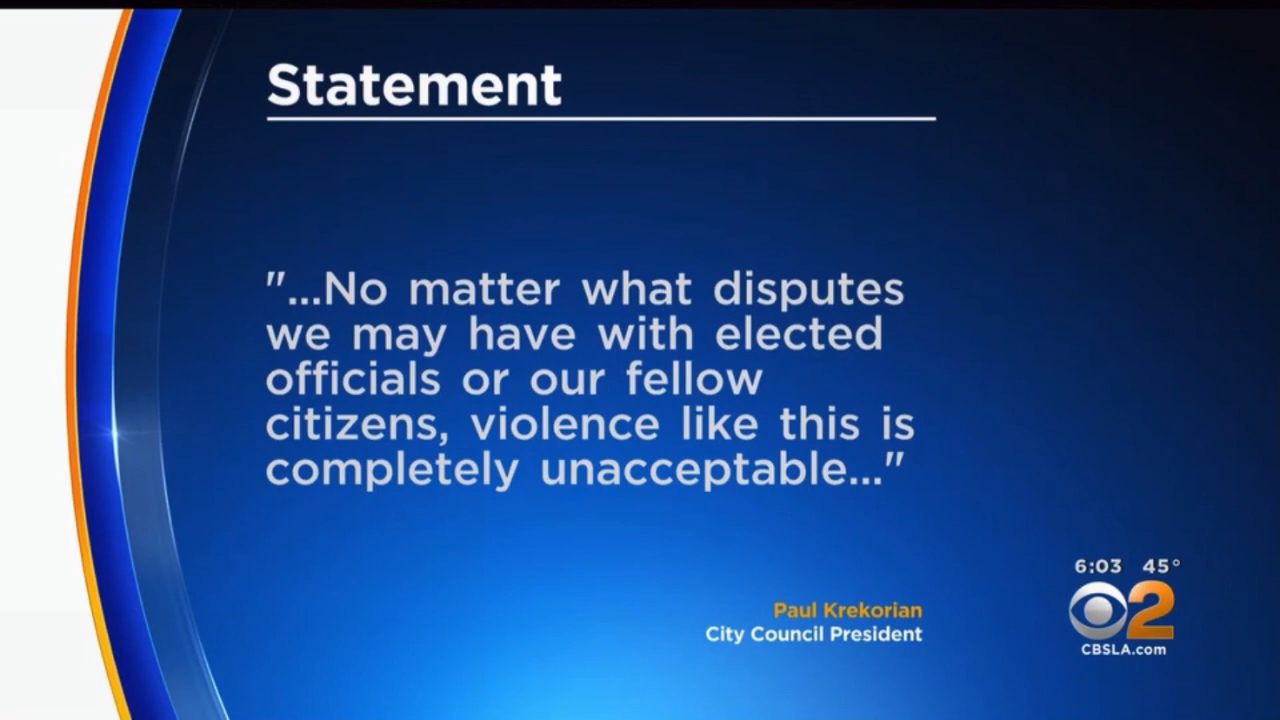 Statement
"...No matter what disputes
we may have with elected
officials or our fellow
citizens, violence like this is
completely unacceptable..."
Paul Krekorian
City Council President
6:03 45°
2
CBSLA.com